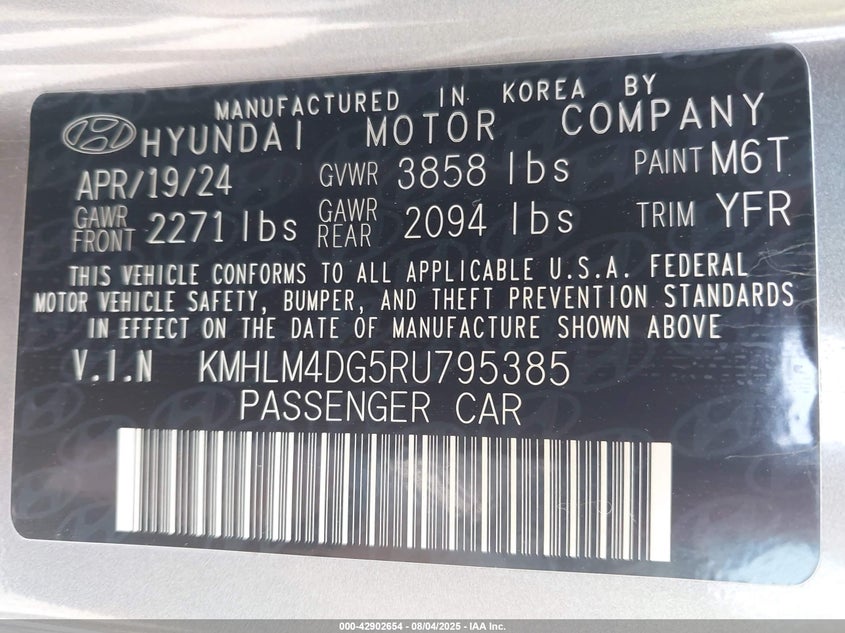 MANUFACTURED IN KOREA BY
HYUNDAI MOTOR COMPANY
APR/19/24 GVWR 3858 lbs PAINT M6T
GAWR FRONT 2271 lbs GAWR REAR 2094 lbs TRIM YFR
THIS VEHICLE CONFORMS TO ALL APPLICABLE U.S.A. FEDERAL
MOTOR VEHICLE SAFETY, BUMPER, AND THEFT PREVENTION STANDARDS
IN EFFECT ON THE DATE OF MANUFACTURE SHOWN ABOVE
V.I.N KMHLM4DG5RU795385
PASSENGER CAR
000-42902654 - 08/04/2025 - IAA Inc.